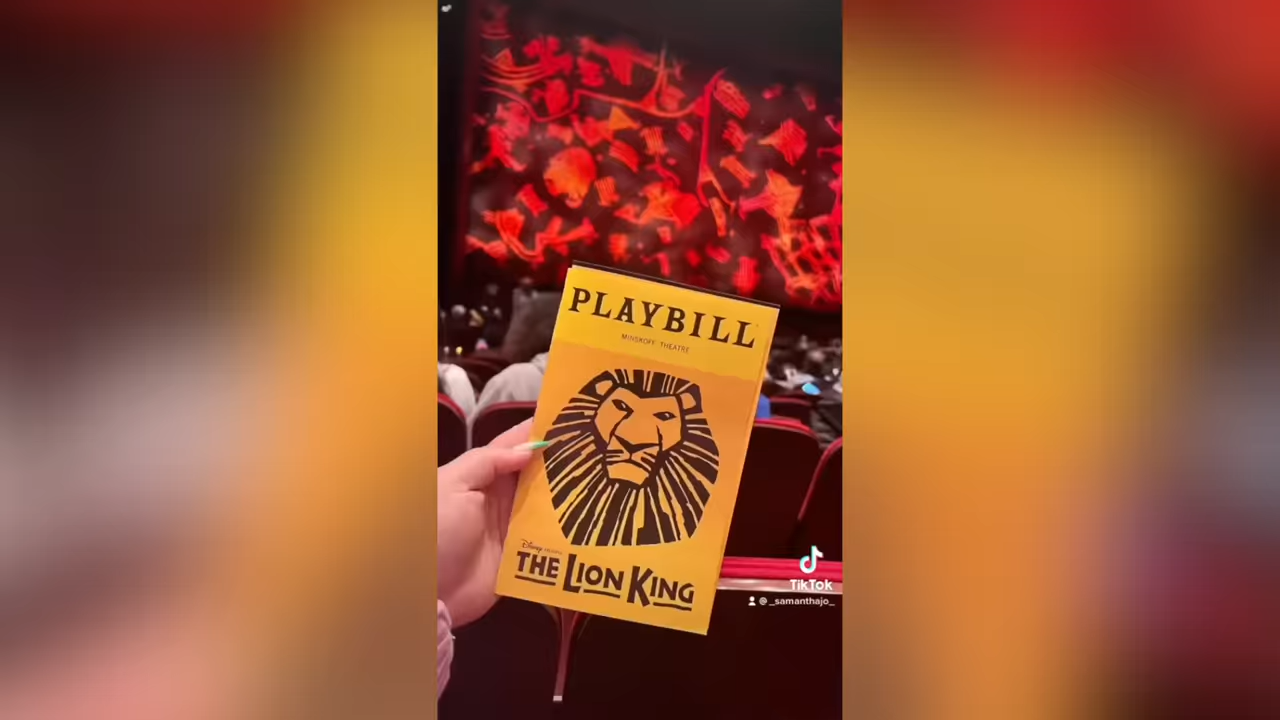 PLAYBILL
MINSKOFF THEATRE
Disney
THE LION KING
TikTok
@ _samanthajo_